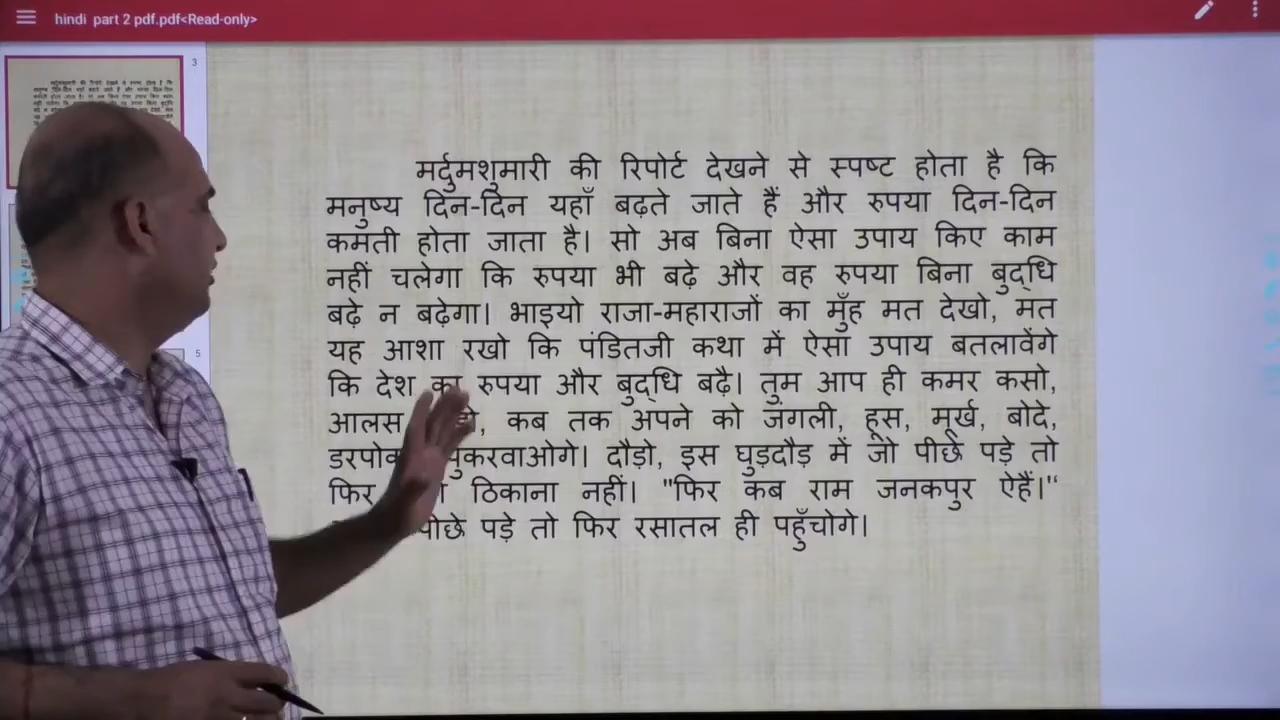 hindi part 2 pdf.pdf<Read-only>
3
मर्दुमशुमारी की रिपोर्ट देखने से स्पष्ट होता है कि
मनुष्य दिन-दिन यहाँ बढ़ते जाते हैं और रुपया दिन-दिन
कमती होता जाता है। सो अब बिना ऐसा उपाय किए काम
नहीं चलेगा कि रुपया भी बढ़े और वह रुपया बिना बुद्धि
बढ़े न बढ़ेगा। भाइयो राजा-महाराजों का मुँह मत देखो, मत
यह आशा रखो कि पंडितजी कथा में ऐसा उपाय बतलावेंगे
कि देश का रुपया और बुद्धि बढ़ै। तुम आप ही कमर कसो,
आलस कब तक अपने को जंगली, हूस, मूर्ख, बोदे,
दौड़ो, इस घुड़दौड़ में जो पीछे पड़े तो
फिर ठिकाना नहीं। "फिर कब राम जनकपुर ऐहैं।“
पीछे पड़े तो फिर रसातल ही पहुँचोगे।
5